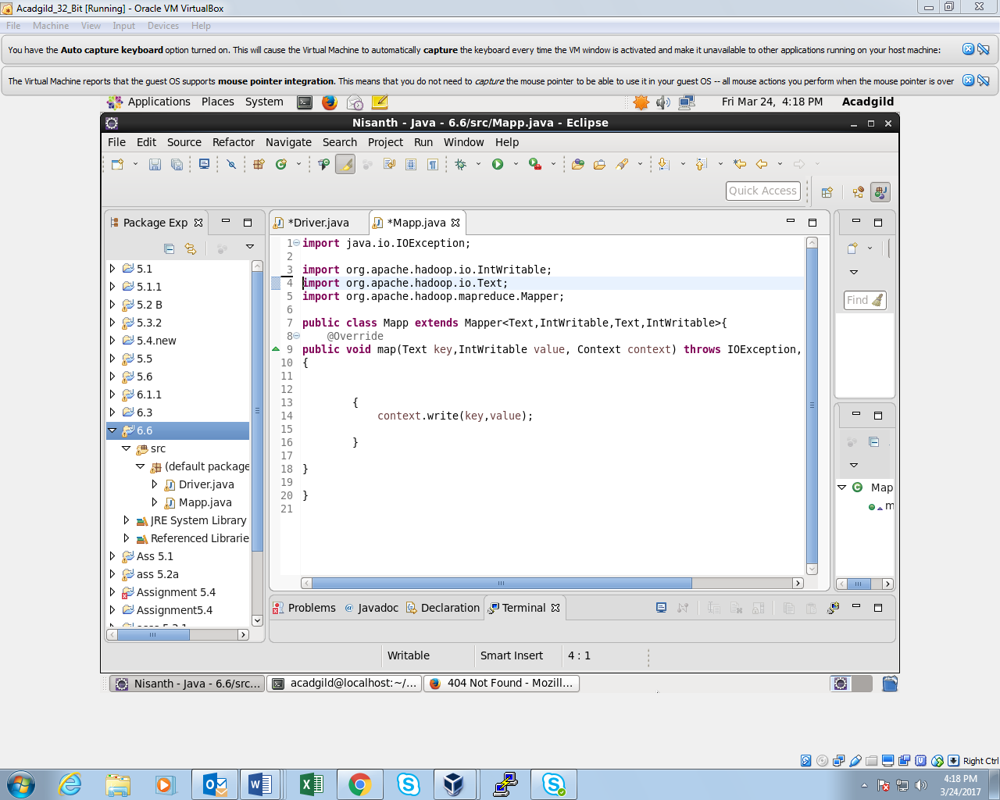 Acadgild_32_Bit [Running] - Oracle VM VirtualBox
File Machine View Input Devices Help
You have the Auto capture keyboard option turned on. This will cause the Virtual Machine to automatically capture the keyboard every time the VM window is activated and make it unavailable to other applications running on your host machine:
The Virtual Machine reports that the guest OS supports mouse pointer integration. This means that you do not need to capture the mouse pointer to be able to use it in your guest OS -- all mouse actions you perform when the mouse pointer is over
Applications Places System Fri Mar 24, 4:18 PM Acadgild
Nisanth - Java - 6.6/src/Mapp.java - Eclipse
File Edit Source Refactor Navigate Search Project Run Window Help
Quick Access
Package Exp
5.1
5.1.1
5.2 B
5.3.2
5.4.new
5.5
5.6
6.1.1
6.3
6.6
src
(default package
Driver.java
Mapp.java
JRE System Library
Referenced Librarie
Ass 5.1
ass 5.2a
Assignment 5.4
Assignment5.4
*Driver.java *Mapp.java
1 import java.io.IOException;
2
3 import org.apache.hadoop.io.IntWritable;
4 import org.apache.hadoop.io.Text;
5 import org.apache.hadoop.mapreduce.Mapper;
6
7 public class Mapp extends Mapper<Text,IntWritable,Text,IntWritable>{
8 @Override
9 public void map(Text key,IntWritable value, Context context) throws IOException,
10 {
11
12
13 {
14 context.write(key,value);
15
16 }
17
18 }
19
20 }
21
Find
Map
m
Problems @ Javadoc Declaration Terminal
Writable Smart Insert 4 : 1
Nisanth - Java - 6.6/src... acadgild@localhost:~/... 404 Not Found - Mozill...
Right Ctrl
4:18 PM
3/24/2017